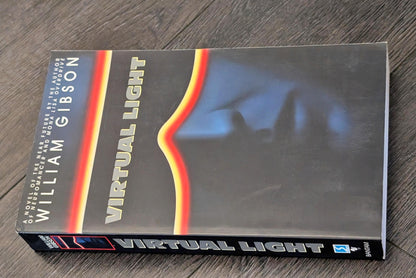 A NOVEL OF THE NEAR FUTURE BY THE AUTHOR
OF NEUROMANCER AND MONA LISA OVERDRIVE
WILLIAM GIBSON
VIRTUAL LIGHT
VIRTUAL LIGHT